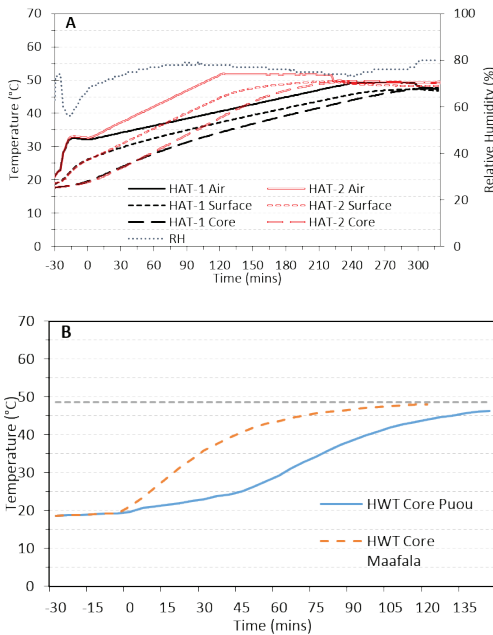 A
70
60
50
40
30
20
10
0
100
80
60
40
20
0
Temperature (°C)
Relative Humidity (%)
HAT-1 Air
HAT-2 Air
HAT-1 Surface
HAT-2 Surface
HAT-1 Core
HAT-2 Core
RH
-30 0 30 60 90 120 150 180 210 240 270 300
Time (mins)
B
70
60
50
40
30
20
10
0
Temperature (°C)
HWT Core Puou
HWT Core
Maafala
-30 -15 0 15 30 45 60 75 90 105 120 135
Time (mins)